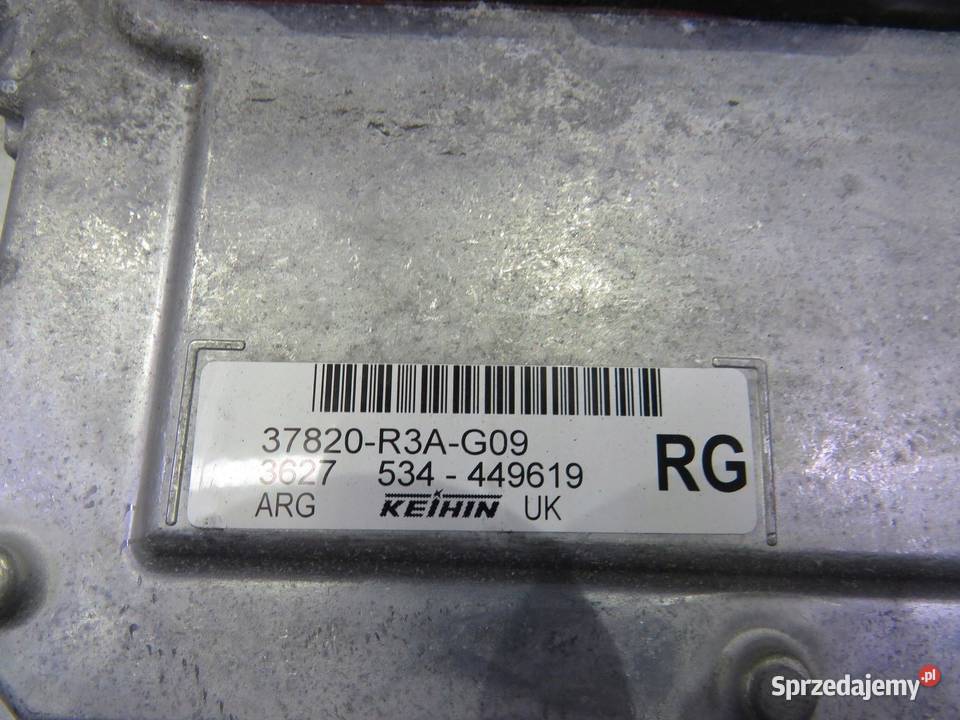 37820-R3A-G09
3627 534 - 449619
RG
ARG KEIHIN UK
Sprzedajemy.pl